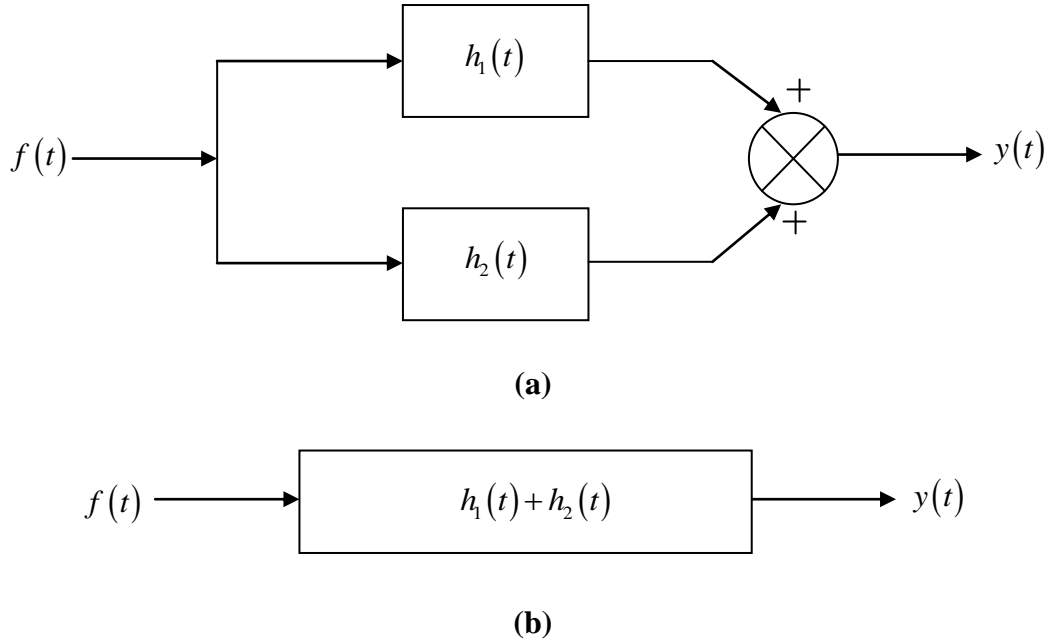 h₁(t)
+
f(t)
y(t)
h₂(t)
+
(a)
f(t)
h₁(t)+h₂(t)
y(t)
(b)